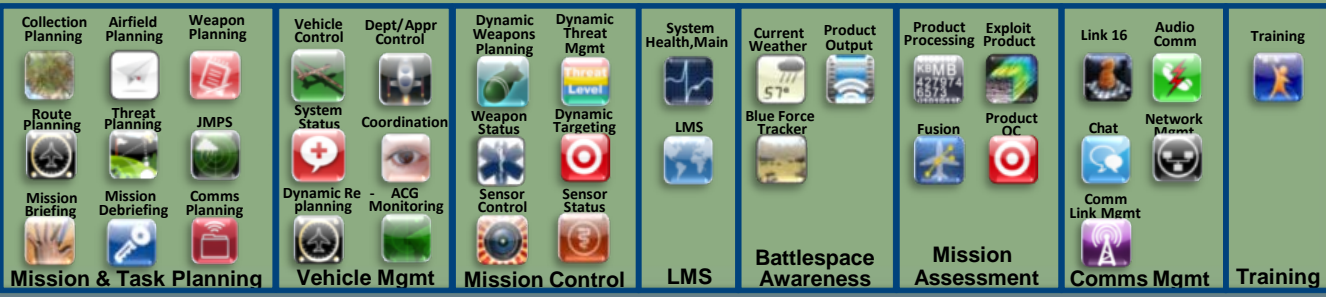 Collection
Planning
Airfield
Planning
Weapon
Planning
Route
Planning
Threat
Planning
JMPS
Mission
Briefing
Mission
Debriefing
Comms
Planning
Mission & Task Planning
Vehicle
Control
Dept/Appr
Control
System
Status
Coordination
Dynamic Re -
planning
ACG
Monitoring
Vehicle Mgmt
Dynamic
Weapons
Planning
Dynamic
Threat
Mgmt
Threat
Level
Weapon
Status
Dynamic
Targeting
Sensor
Control
Sensor
Status
Mission Control
System
Health,Main
LMS
LMS
Current
Weather
57°
Product
Output
Blue Force
Tracker
Battlespace
Awareness
Product
Processing
Exploit
Product
427974
6573
Fusion
Product
QC
Mission
Assessment
Link 16
Audio
Comm
Chat
Network
Mgmt
Comm
Link Mgmt
Comms Mgmt
Training
Training